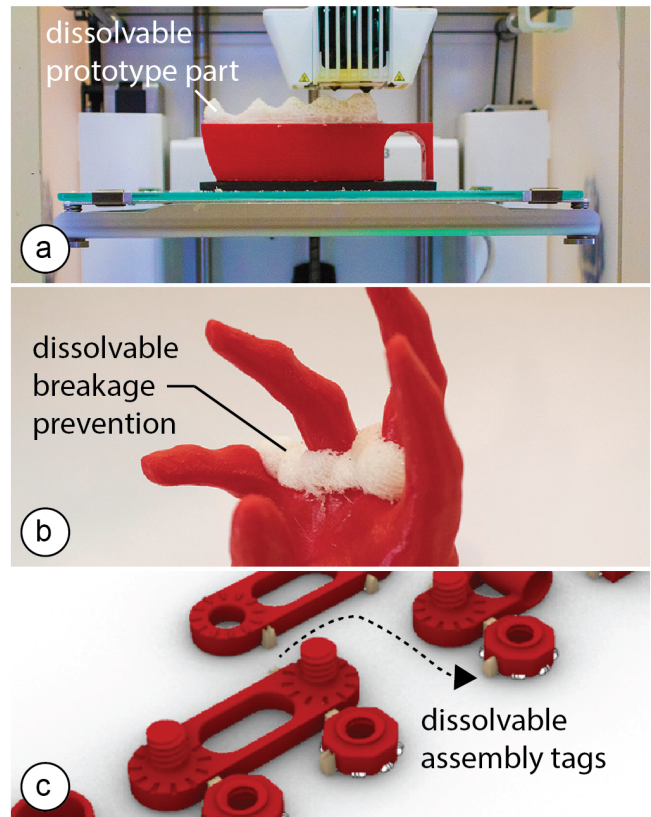 dissolvable
prototype part
a
dissolvable
breakage
prevention
b
dissolvable
assembly tags
c